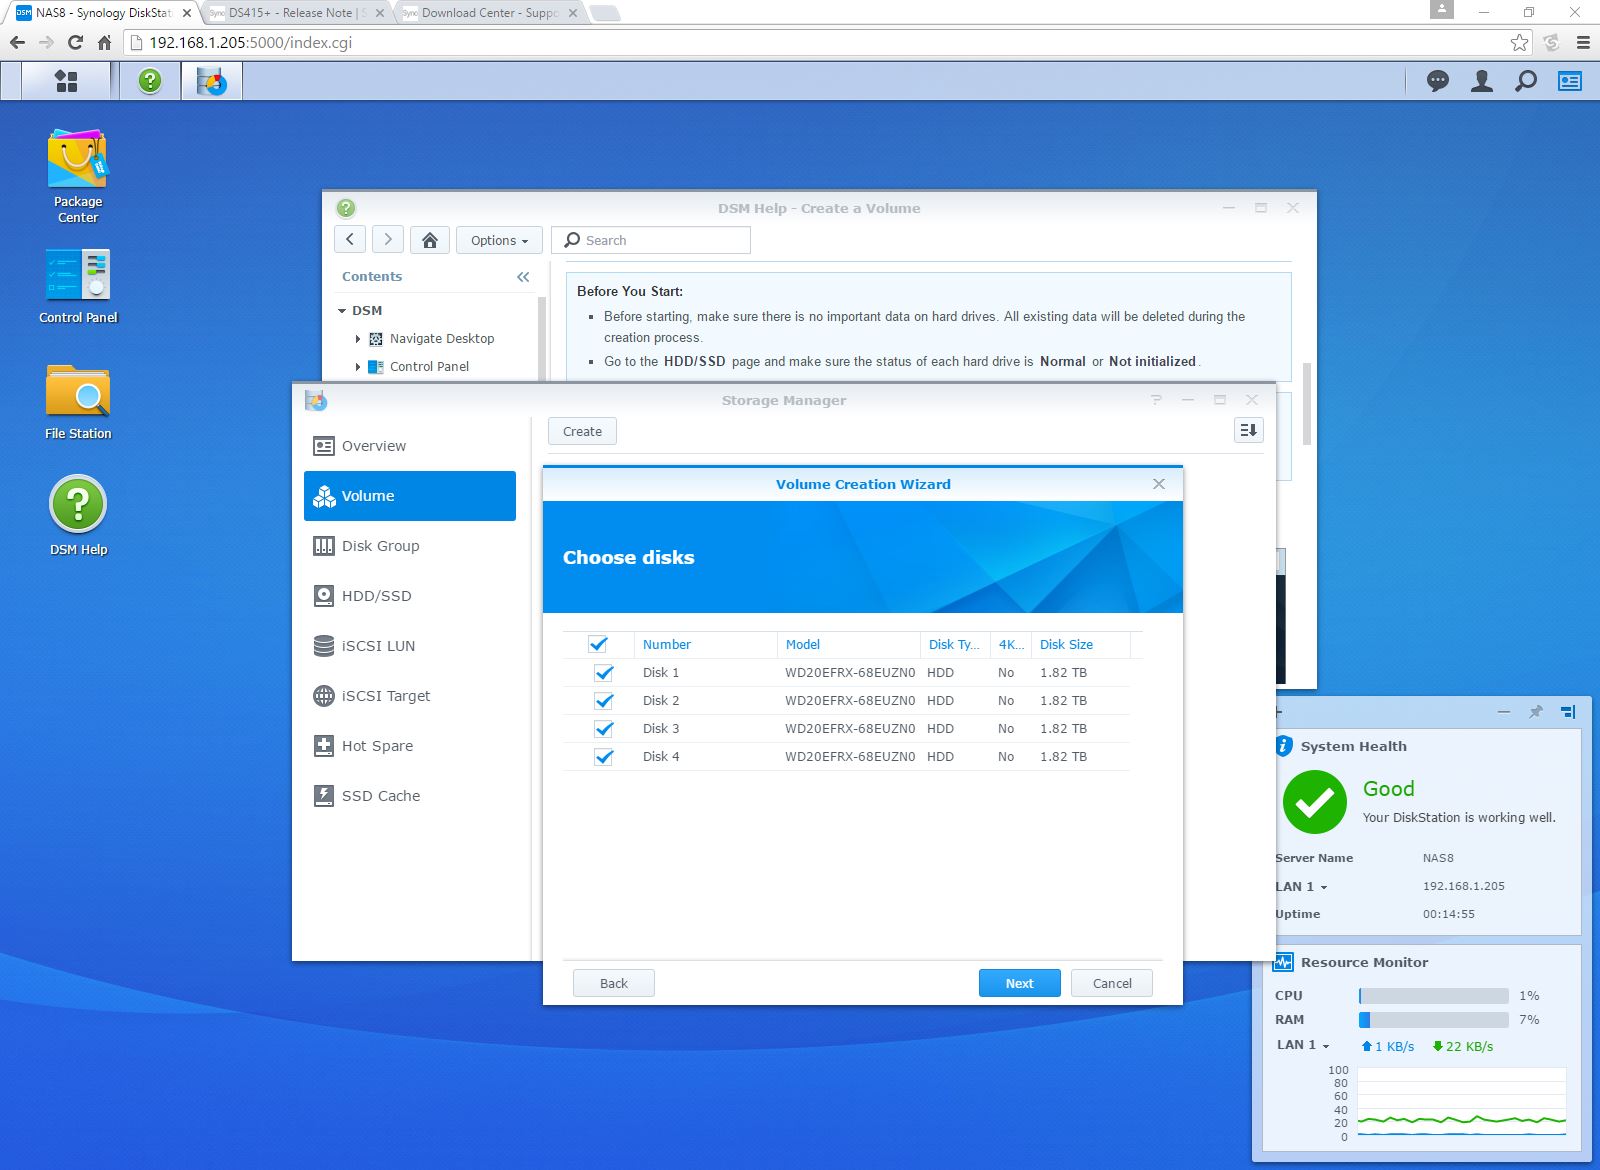 NAS8 - Synology DiskSta
DS415+ - Release Note | S
Download Center - Suppo
192.168.1.205:5000/index.cgi
Package
Center
Control Panel
File Station
DSM Help
DSM Help - Create a Volume
Options
Search
Contents
DSM
Navigate Desktop
Control Panel
Before You Start:
Before starting, make sure there is no important data on hard drives. All existing data will be deleted during the
creation process.
Go to the HDD/SSD page and make sure the status of each hard drive is Normal or Not initialized.
Storage Manager
Overview
Volume
Disk Group
HDD/SSD
iSCSI LUN
iSCSI Target
Hot Spare
SSD Cache
Create
Volume Creation Wizard
Choose disks
Number Model Disk Ty... 4K... Disk Size
Disk 1 WD20EFRX-68EUZN0 HDD No 1.82 TB
Disk 2 WD20EFRX-68EUZN0 HDD No 1.82 TB
Disk 3 WD20EFRX-68EUZN0 HDD No 1.82 TB
Disk 4 WD20EFRX-68EUZN0 HDD No 1.82 TB
Back Next Cancel
System Health
Good
Your DiskStation is working well.
Server Name NAS8
LAN 1 192.168.1.205
Uptime 00:14:55
Resource Monitor
CPU 1%
RAM 7%
LAN 1 1 KB/s 22 KB/s
100
80
60
40
20
0